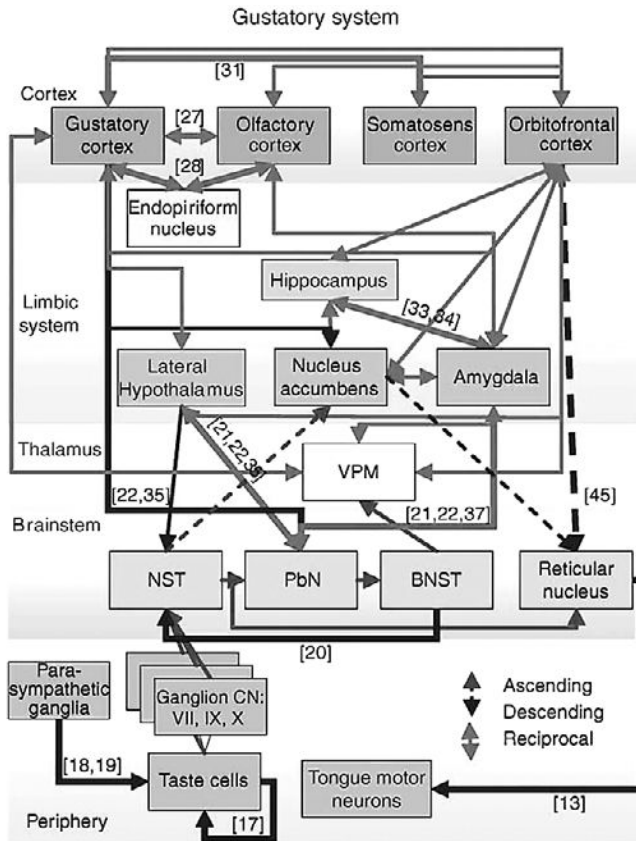 Gustatory system
[31]
Cortex
Gustatory
cortex
[27]
Olfactory
cortex
Somatosens
cortex
Orbitofrontal
cortex
[28]
Endopiriform
nucleus
Hippocampus
Limbic
system
[33,34]
Lateral
Hypothalamus
Nucleus
accumbens
Amygdala
Thalamus
VPM
[22,35]
[21,22,37]
[45]
Brainstem
NST
PbN
BNST
Reticular
nucleus
[20]
Para-
sympathetic
ganglia
Ganglion CN:
VII, IX, X
Ascending
Descending
Reciprocal
[18,19]
Taste cells
Tongue motor
neurons
[13]
[17]
Periphery